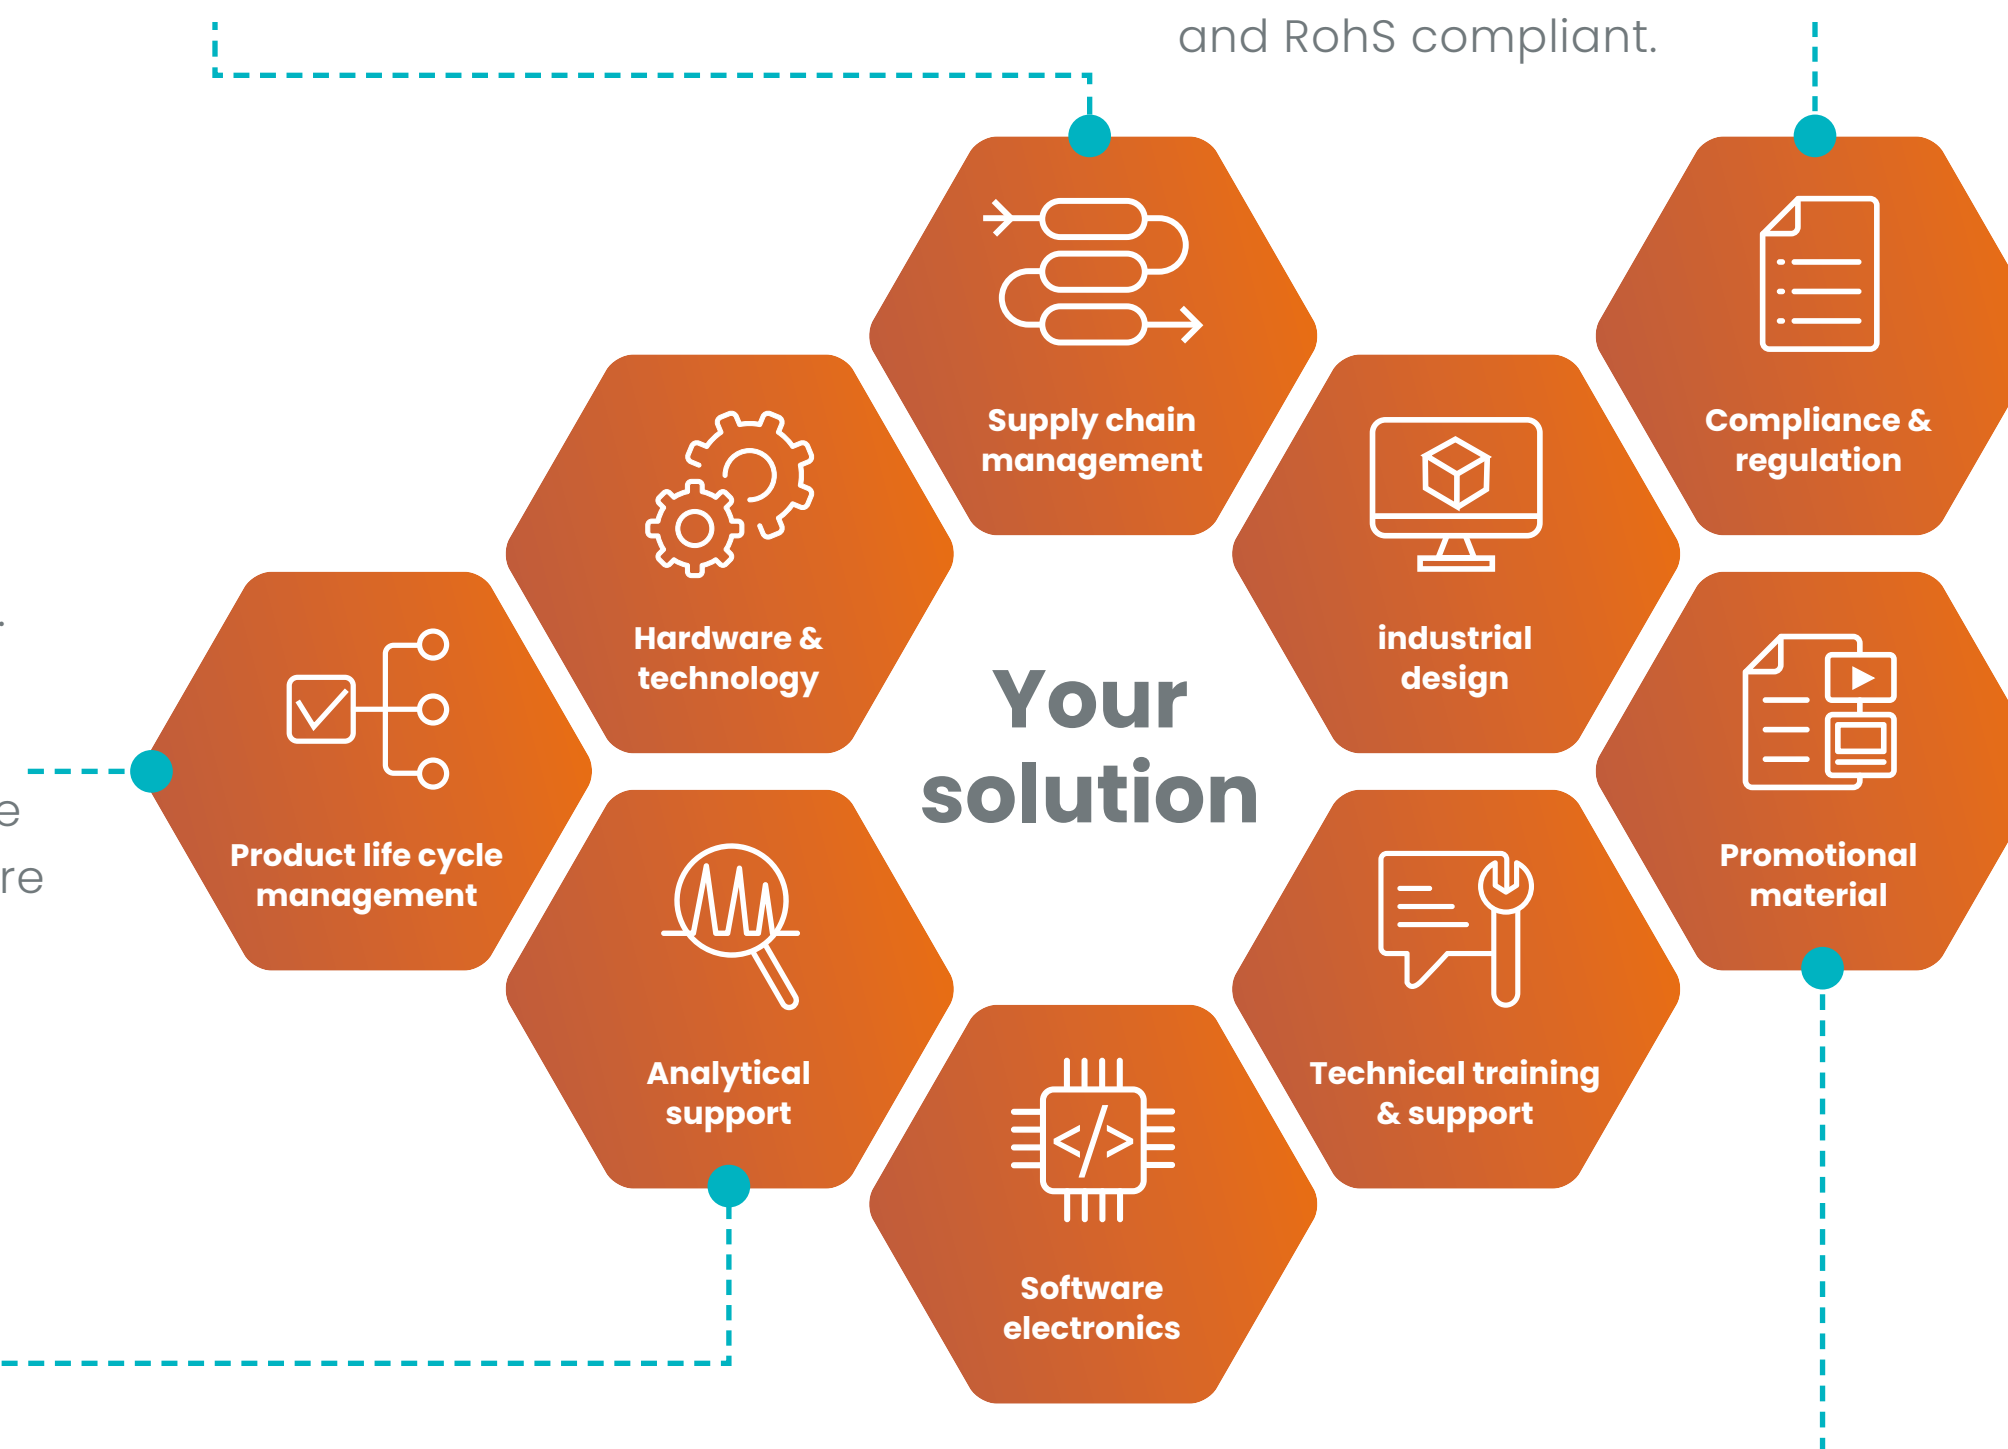 and RohS compliant.
Supply chain
management
Compliance &
regulation
Hardware &
technology
industrial
design
Your
solution
Product life cycle
management
Promotional
material
Analytical
support
Technical training
& support
</>
Software
electronics